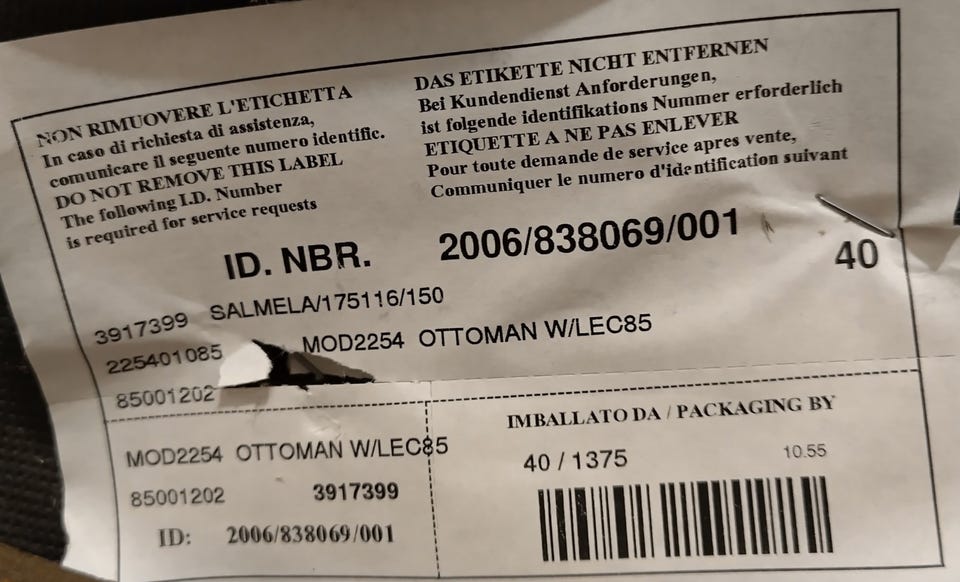 NON RIMUOVERE L'ETICHETTA
In caso di richiesta di assistenza,
comunicare il seguente numero identific.
DO NOT REMOVE THIS LABEL
The following I.D. Number
is required for service requests
DAS ETIKETTE NICHT ENTFERNEN
Bei Kundendienst Anforderungen,
ist folgende identifikations Nummer erforderlich
ETIQUETTE A NE PAS ENLEVER
Pour toute demande de service apres vente,
Communiquer le numero d'identification suivant
ID. NBR. 2006/838069/001
40
3917399 SALMELA/175116/150
225401085 MOD2254 OTTOMAN W/LEC85
85001202
MOD2254 OTTOMAN W/LEC85
85001202 3917399
ID: 2006/838069/001
IMBALLATO DA / PACKAGING BY
40 / 1375 10.55